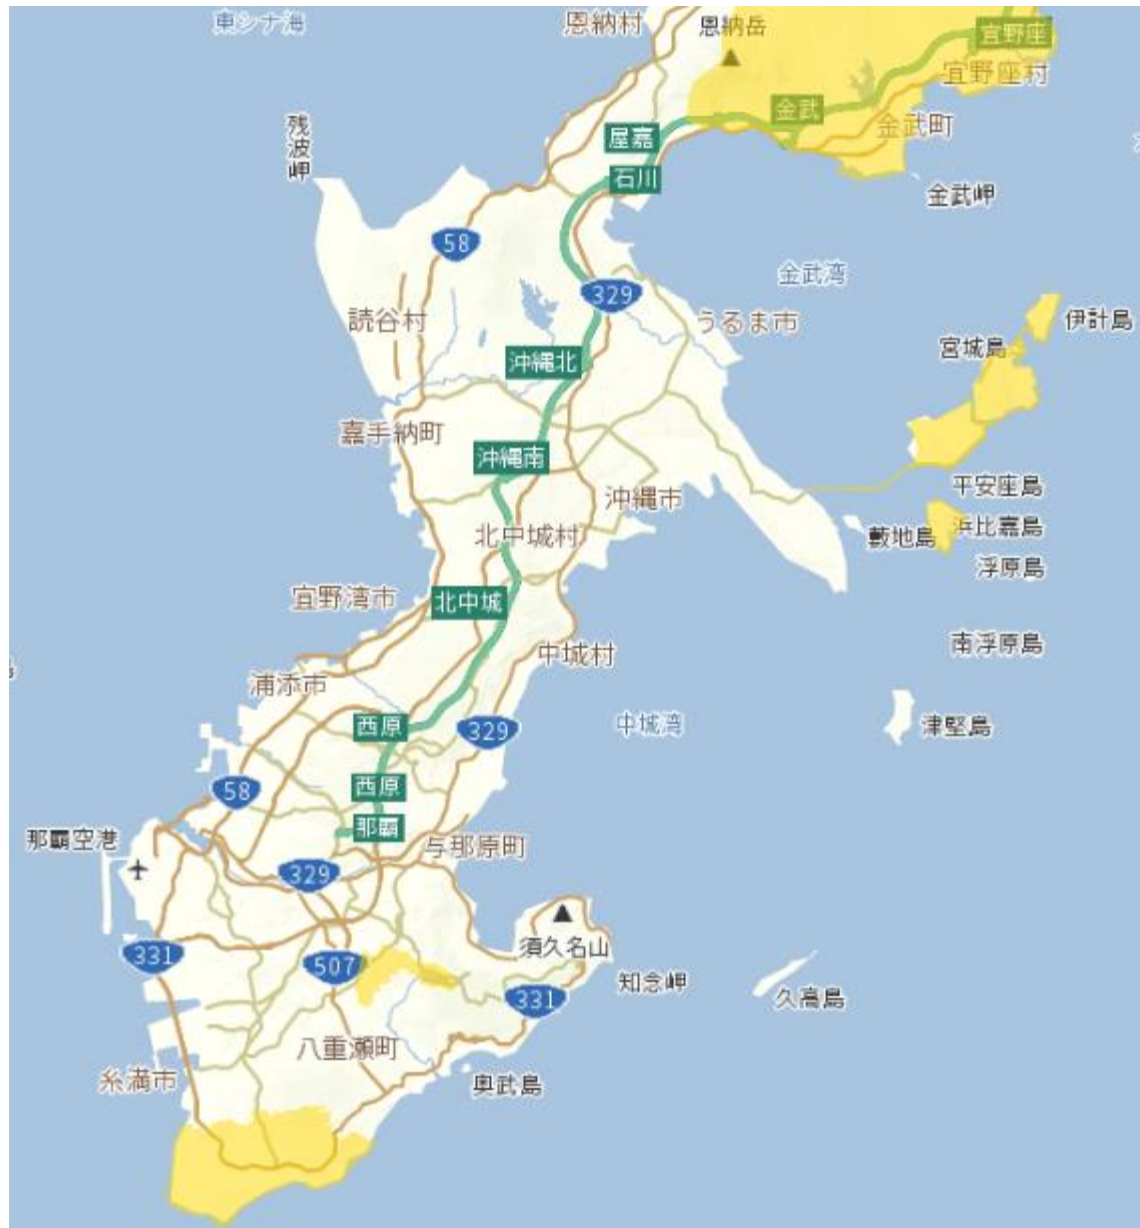 東シナ海
恩納村
恩納岳
宜野座
宜野座村
金武
金武町
屋嘉
石川
金武岬
残波岬
58
金武湾
329
読谷村
うるま市
伊計島
宮城島
沖縄北
嘉手納町
沖縄南
沖縄市
平安座島
北中城村
藪地島
浜比嘉島
浮原島
宜野湾市
北中城
中城村
南浮原島
浦添市
西原
329
中城湾
津堅島
58
西原
那覇
那覇空港
与那原町
329
須久名山
331
507
知念岬
331
久高島
八重瀬町
糸満市
奥武島